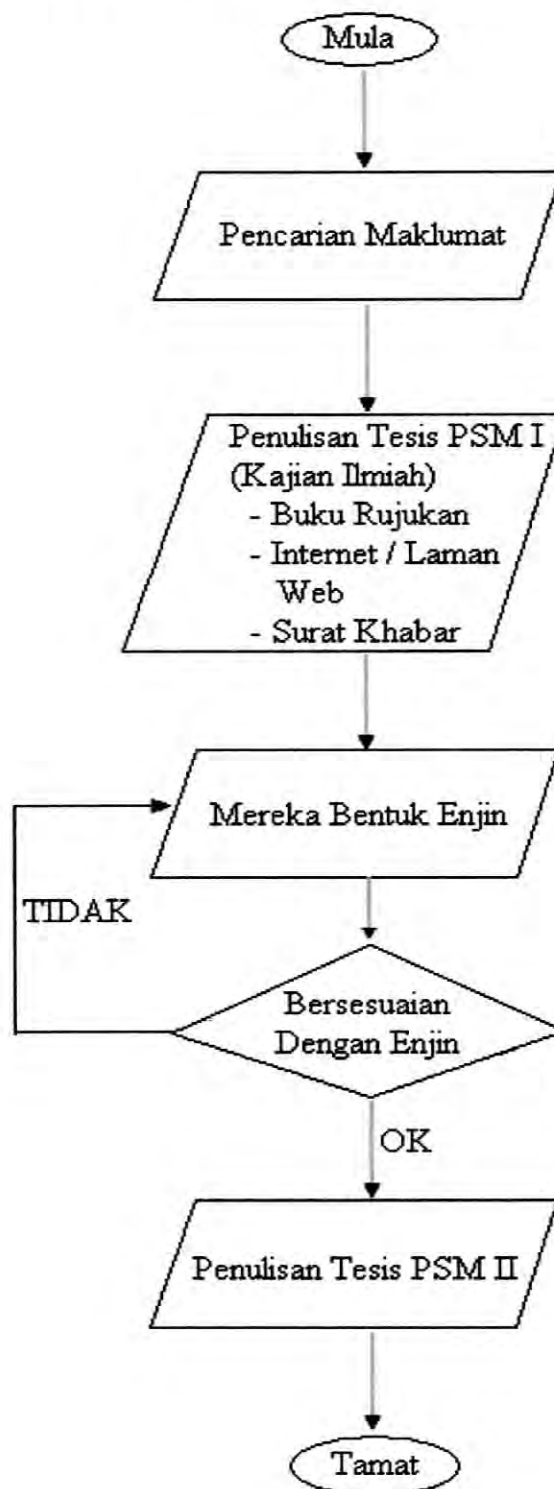 Mula
Pencarian Maklumat
Penulisan Tesis PSM I
(Kajian Ilmiah)
- Buku Rujukan
- Internet / Laman
Web
- Surat Khabar
Mereka Bentuk Enjin
TIDAK
Bersesuaian
Dengan Enjin
OK
Penulisan Tesis PSM II
Tamat